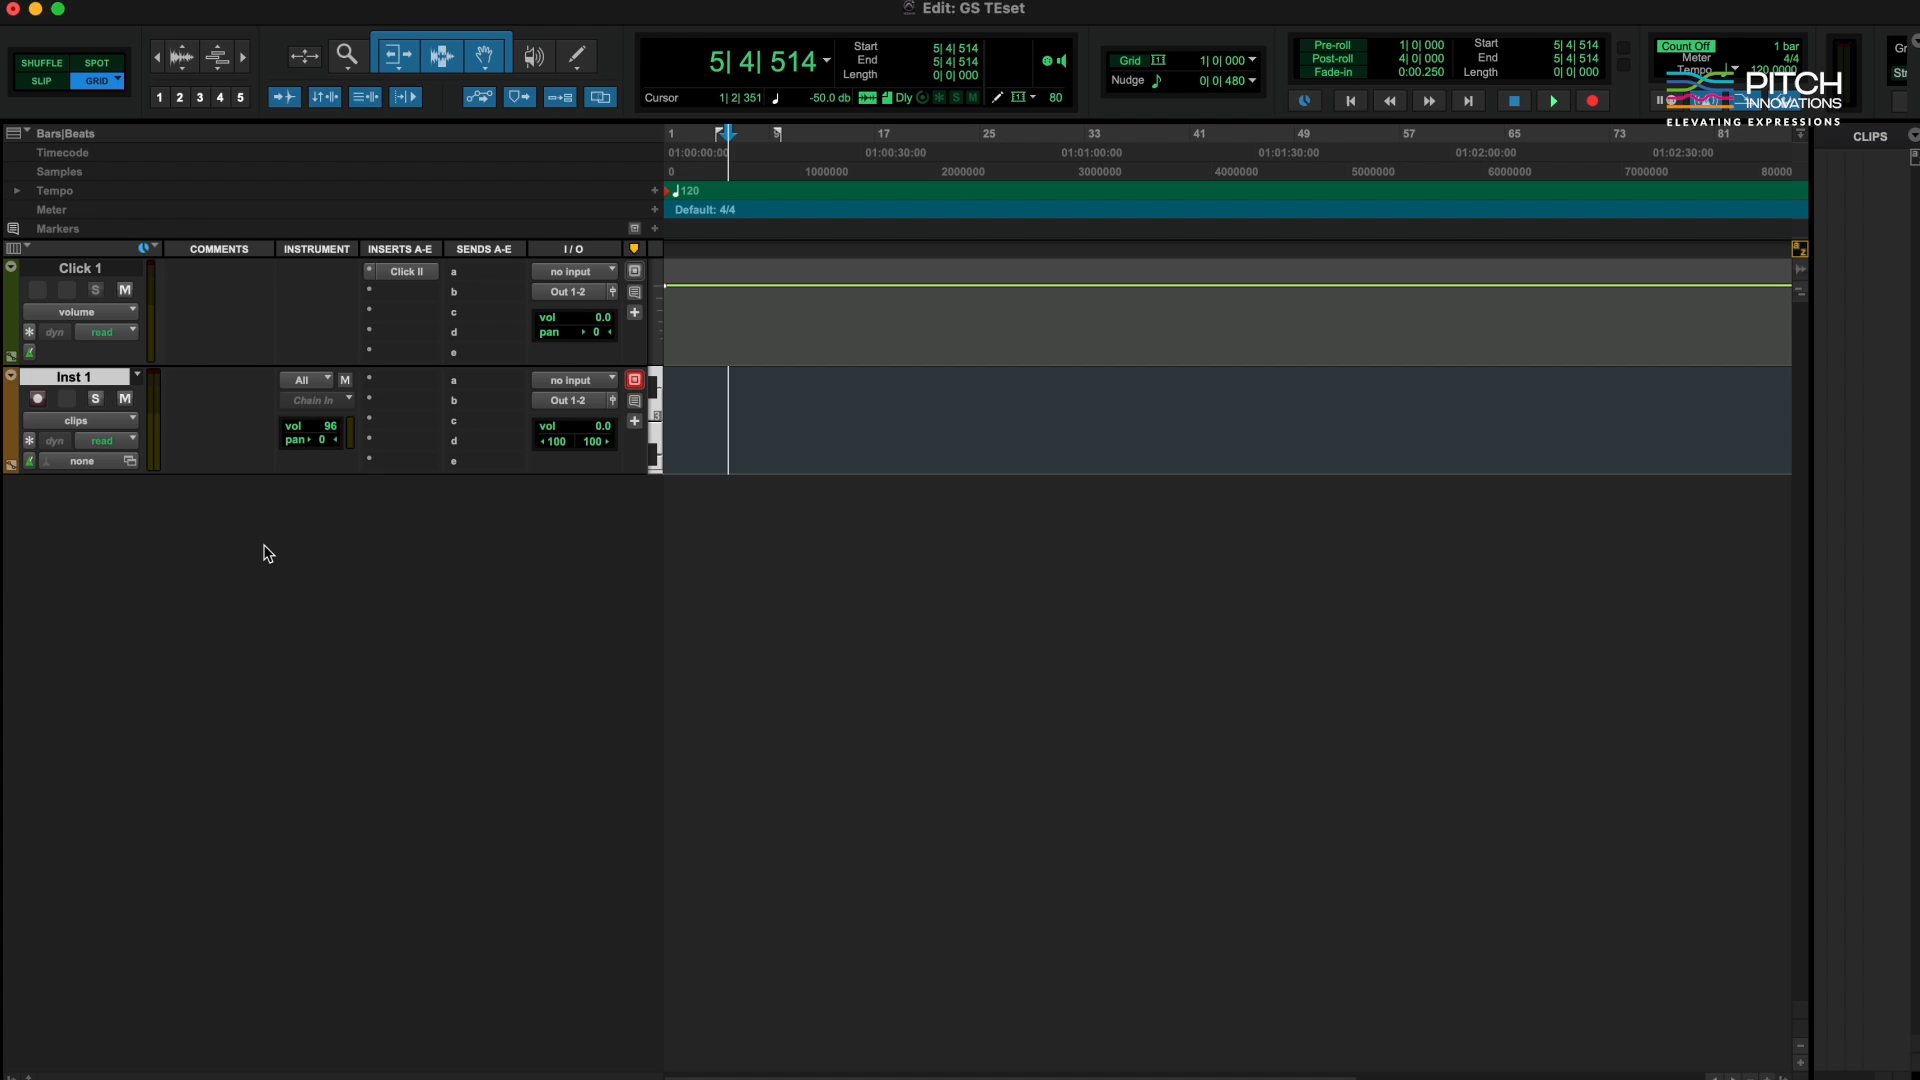 Edit: GS TEset
SHUFFLE SPOT
SLIP GRID
1 2 3 4 5
5| 4| 514
Start 5| 4| 514
End 5| 4| 514
Length 0| 0| 000
Cursor 1| 2| 351 -50.0 db Dly S M 80
Grid 1| 0| 000
Nudge 0| 0| 480
Pre-roll 1| 0| 000
Post-roll 4| 0| 000
Fade-in 0:00.250
Start 5| 4| 514
End 5| 4| 514
Length 0| 0| 000
Count Off 1 bar
Meter 4/4
Tempo 120.0000
PITCH
INNOVATIONS
ELEVATING EXPRESSIONS
CLIPS
Bars|Beats 1 9 17 25 33 41 49 57 65 73 81
Timecode 01:00:00:00 01:00:30:00 01:01:00:00 01:01:30:00 01:02:00:00 01:02:30:00
Samples 0 1000000 2000000 3000000 4000000 5000000 6000000 7000000 80000
Tempo 120
Meter Default: 4/4
Markers
COMMENTS INSTRUMENT INSERTS A-E SENDS A-E I / O
Click 1 Click II a no input
S M b Out 1-2
volume c vol 0.0
dyn read d pan 0
e
Inst 1 All M a no input
S M Chain In b Out 1-2
clips vol 96 c vol 0.0
dyn read pan 0 d 100 100
none e